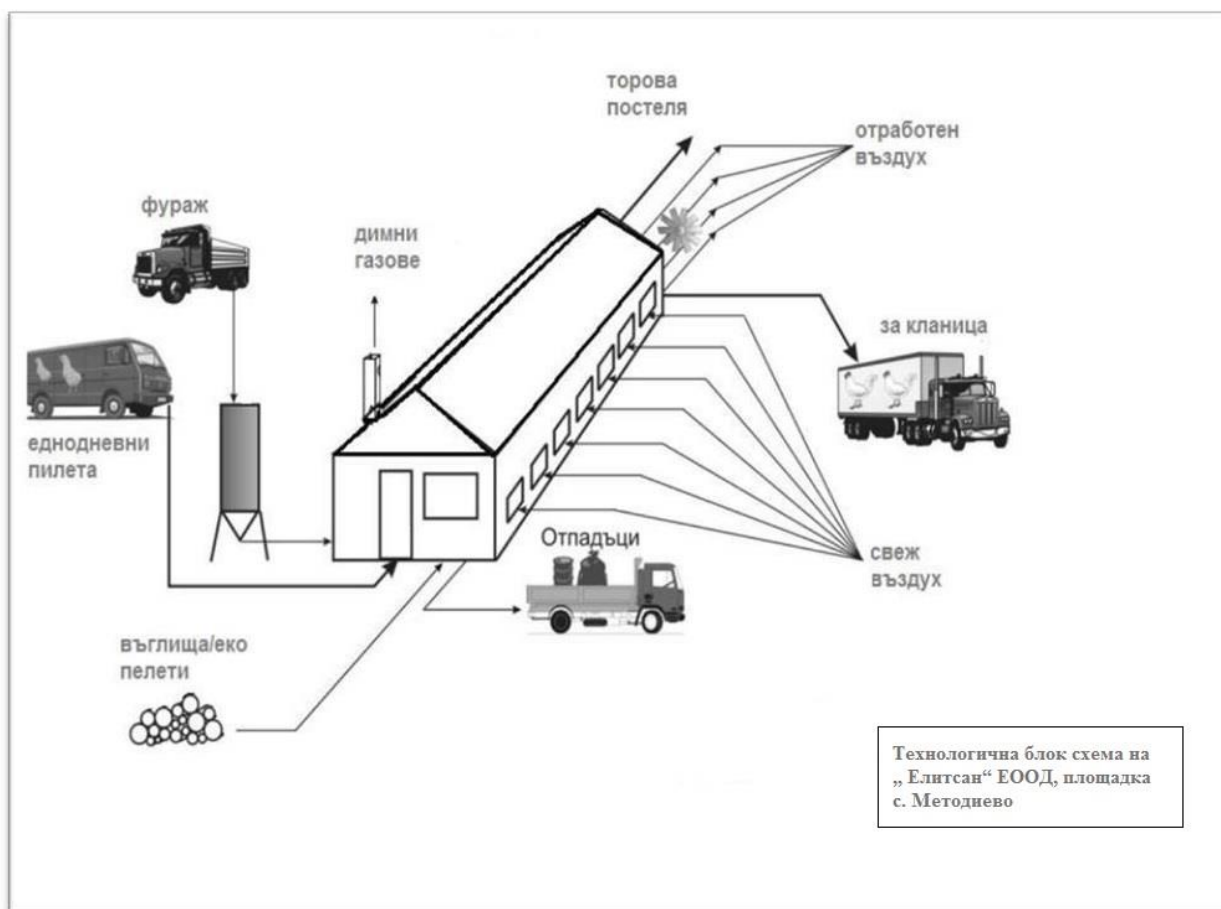 торова
постеля
отработен
въздух
фураж
димни
газове
за кланица
еднодневни
пилета
Отпадъци
свеж
въздух
въглища/еко
пелети
Технологична блок схема на
„ Елитсан“ ЕООД, площадка
с. Методиево